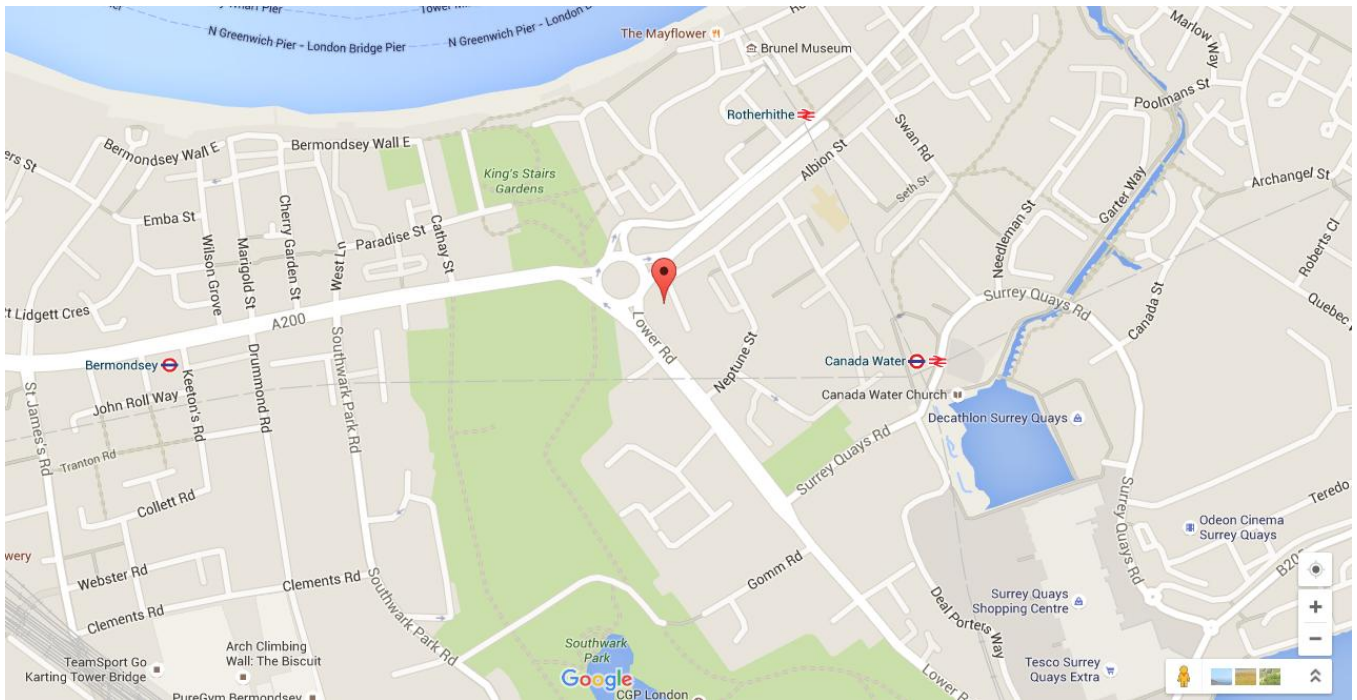 y Wharf Pier
N Greenwich Pier - London Bridge Pier
N Greenwich Pier - London B
The Mayflower
Brunel Museum
Marlow Way
Poolmans St
Rotherhithe
Swan Rd
Albion St
Bermondsey Wall E
Bermondsey Wall E
ers St
King's Stairs
Gardens
Seth St
Garter Way
Archangel St
Emba St
Cherry Garden St
Cathay St
Paradise St
Wilson Grove
Marigold St
West L
Needleman St
Roberts Cl
Surrey Quays Rd
Canada St
Quebec
tt Lidgett Cres
A200
Lower Rd
Neptune St
Bermondsey
Canada Water
Southwark Park Rd
Drummond Rd
Keeton's Rd
St James's Rd
John Roll Way
Canada Water Church
Decathlon Surrey Quays
Tranton Rd
Surrey Quays Rd
Collett Rd
Teredo
Surrey Quays Rd
Odeon Cinema
Surrey Quays
wery
Webster Rd
Clements Rd
Gomm Rd
B20
Clements Rd
Southwark Park Rd
Deal Porters Way
Surrey Quays
Shopping Centre
Arch Climbing
Wall: The Biscuit
Southwark
Park
TeamSport Go
Karting Tower Bridge
Lower R
Tesco Surrey
Quays Extra
Google
PureGym Bermondsey
CGP London
+
−